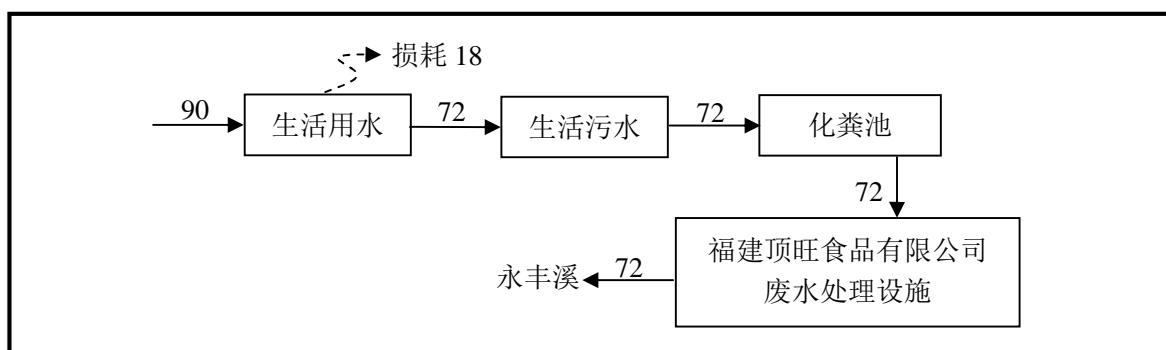 损耗 18
90
生活用水
72
生活污水
72
化粪池
72
福建顶旺食品有限公司
废水处理设施
72
永丰溪